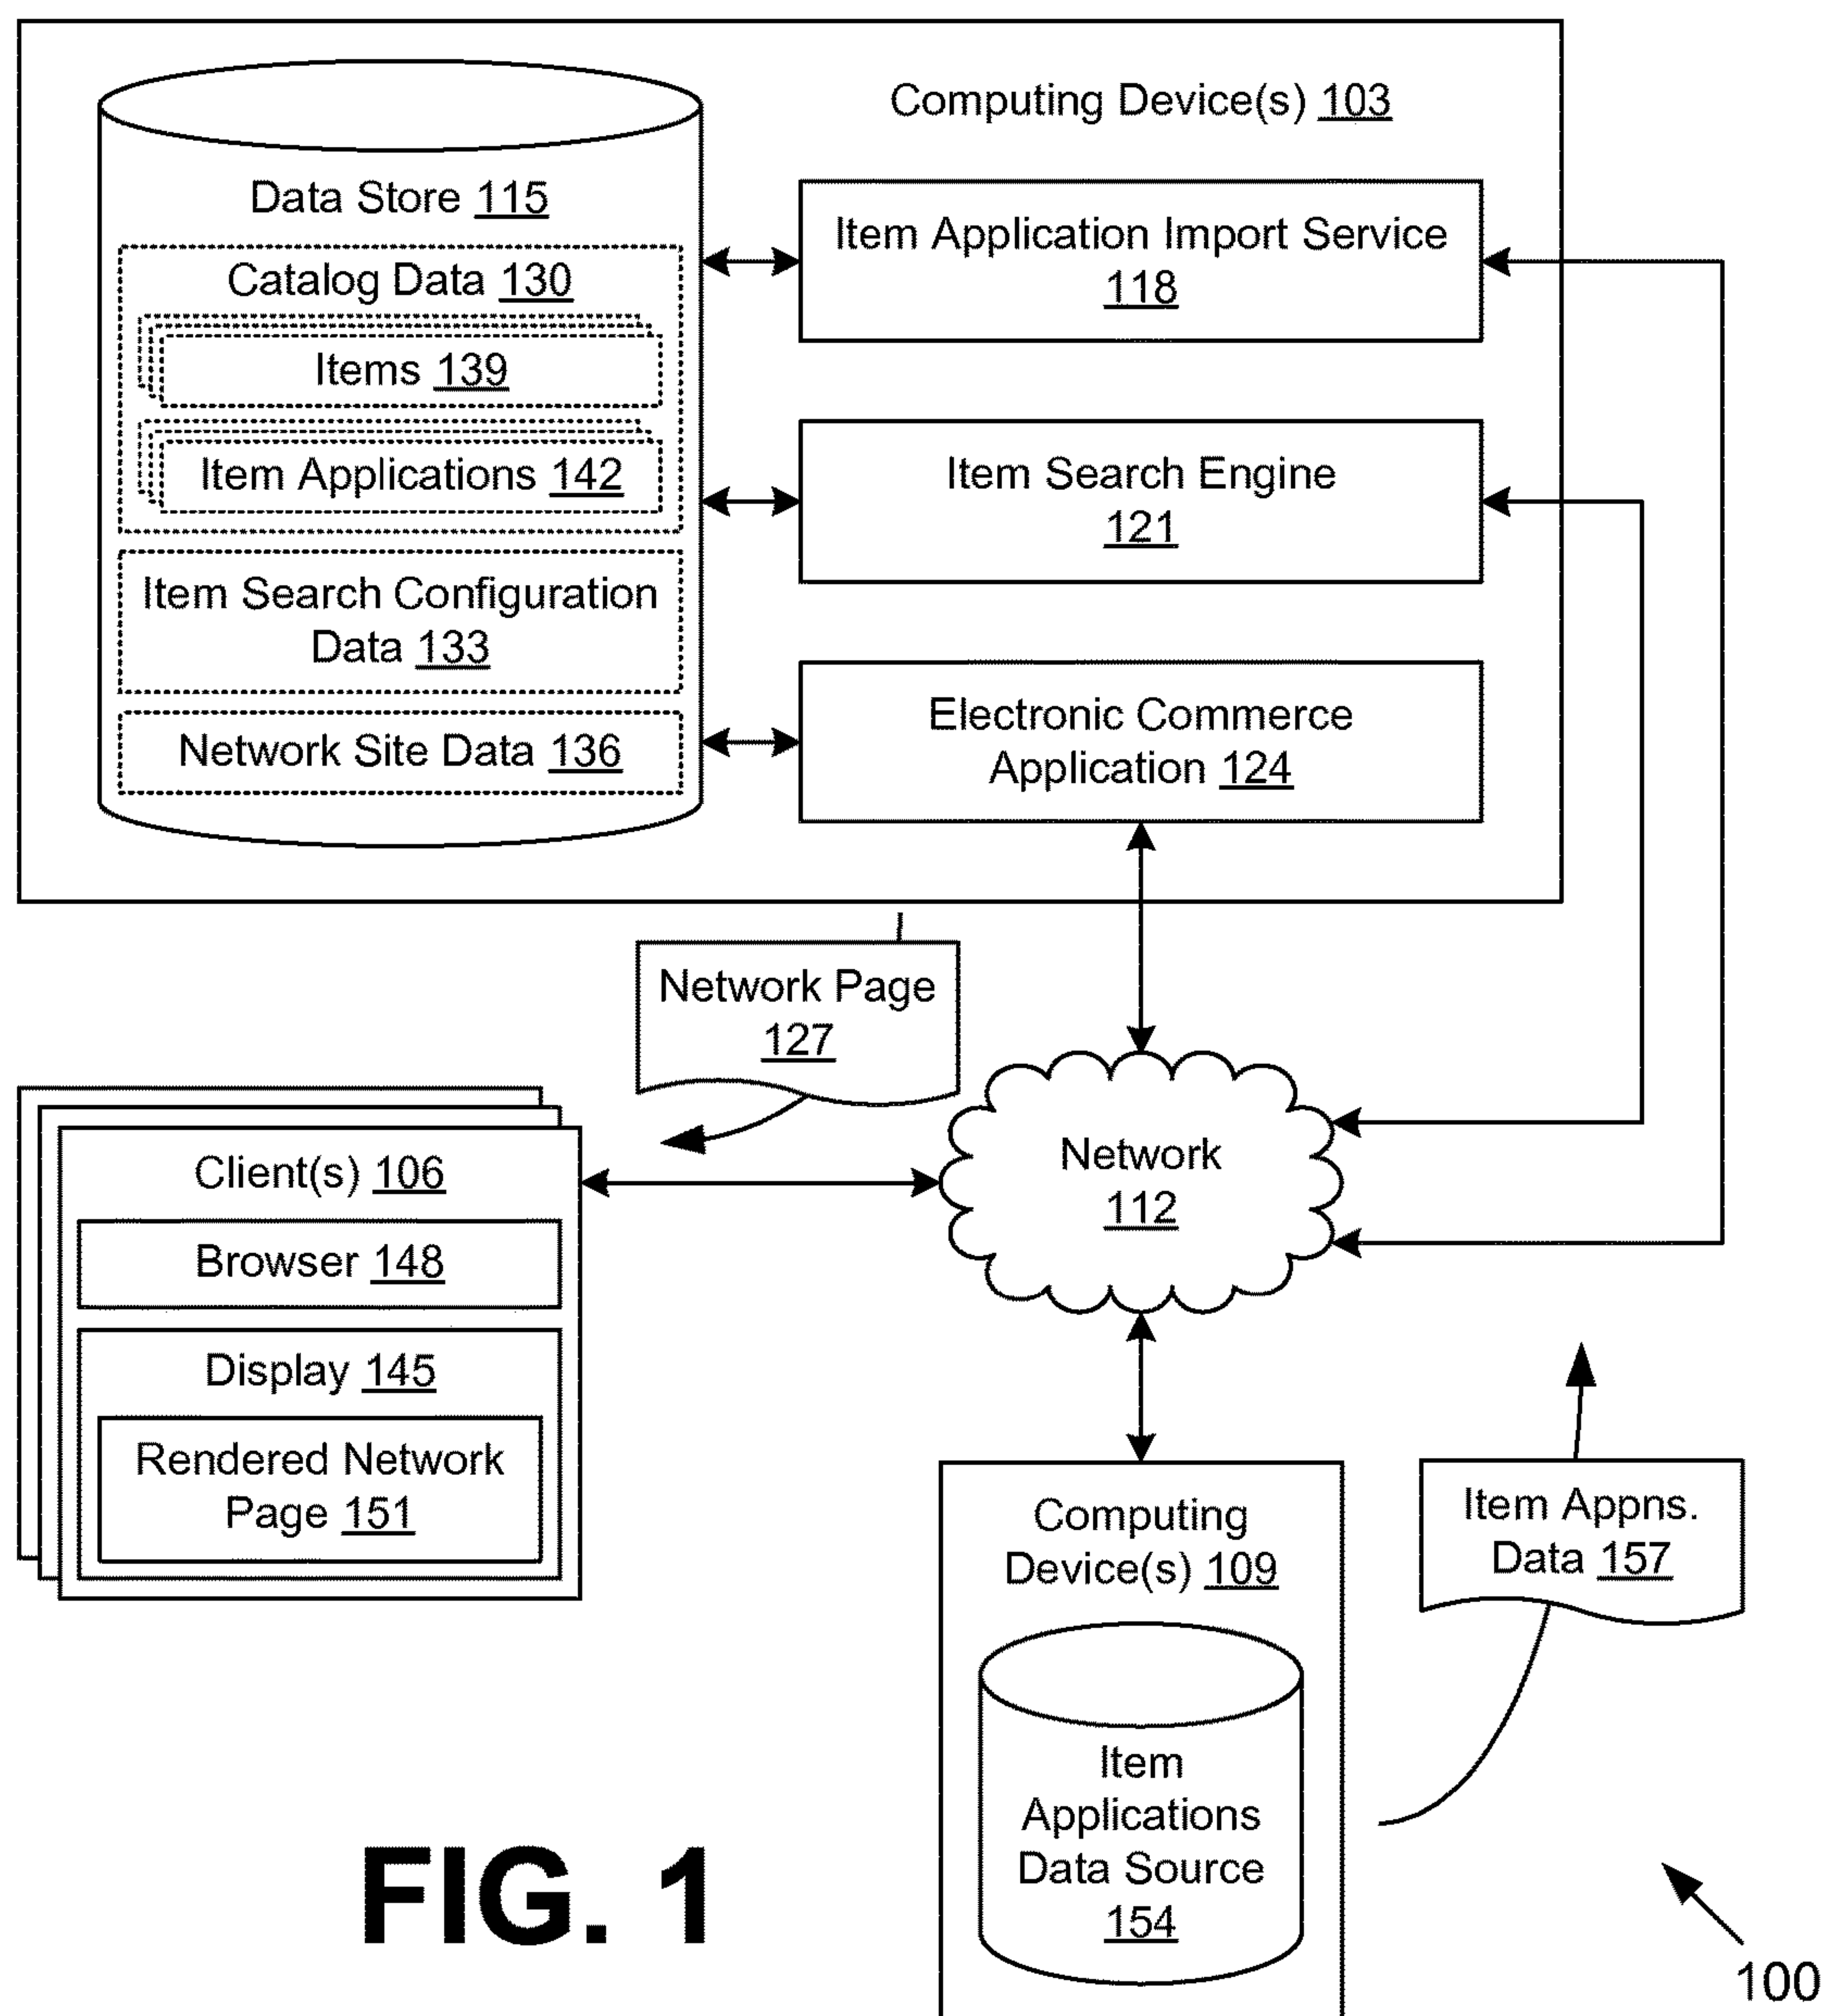 Computing Device(s) 103
Data Store 115
Catalog Data 130
Items 139
Item Applications 142
Item Search Configuration
Data 133
Network Site Data 136
Item Application Import Service
118
Item Search Engine
121
Electronic Commerce
Application 124
Network Page
127
Network
112
Client(s) 106
Browser 148
Display 145
Rendered Network
Page 151
Computing
Device(s) 109
Item
Applications
Data Source
154
Item Appns.
Data 157
FIG. 1
100